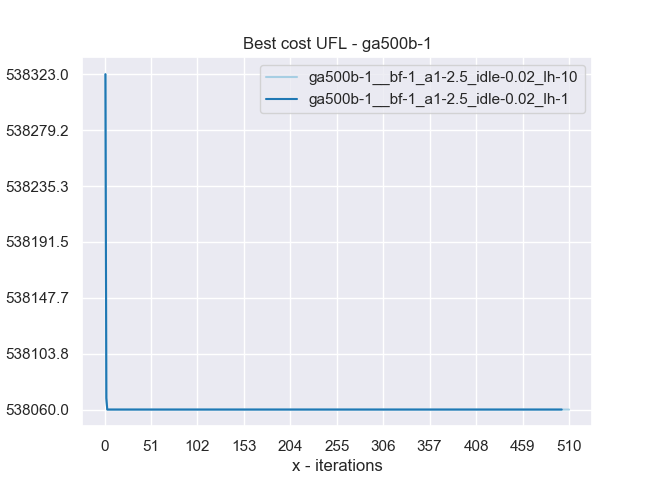 Best cost UFL - ga500b-1
ga500b-1__bf-1_a1-2.5_idle-0.02_lh-10
ga500b-1__bf-1_a1-2.5_idle-0.02_lh-1
538323.0
538279.2
538235.3
538191.5
538147.7
538103.8
538060.0
0 51 102 153 204 255 306 357 408 459 510
x - iterations